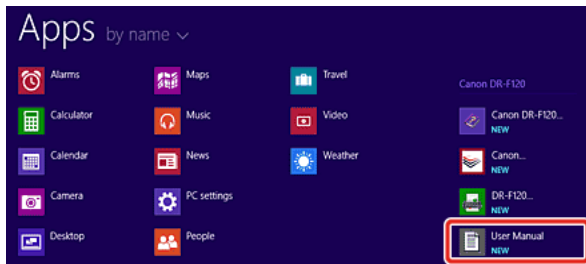 Apps by name
Alarms
Calculator
Calendar
Camera
Desktop
Maps
Music
News
PC settings
People
Travel
Video
Weather
Canon DR-F120
Canon DR-F120...
NEW
Canon...
NEW
DR-F120...
NEW
User Manual
NEW